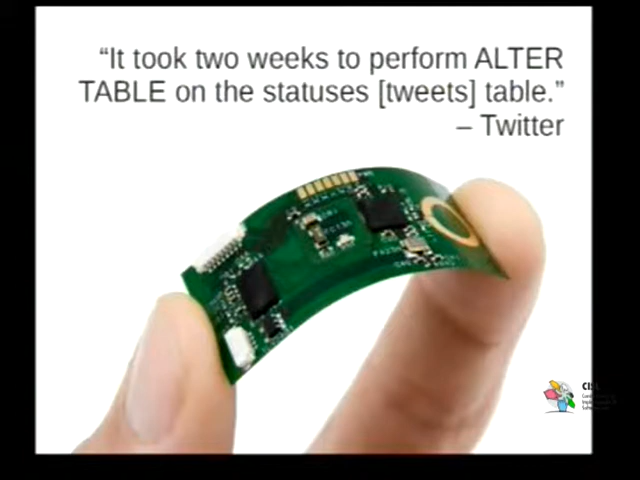 “It took two weeks to perform ALTER
TABLE on the statuses [tweets] table.”
– Twitter